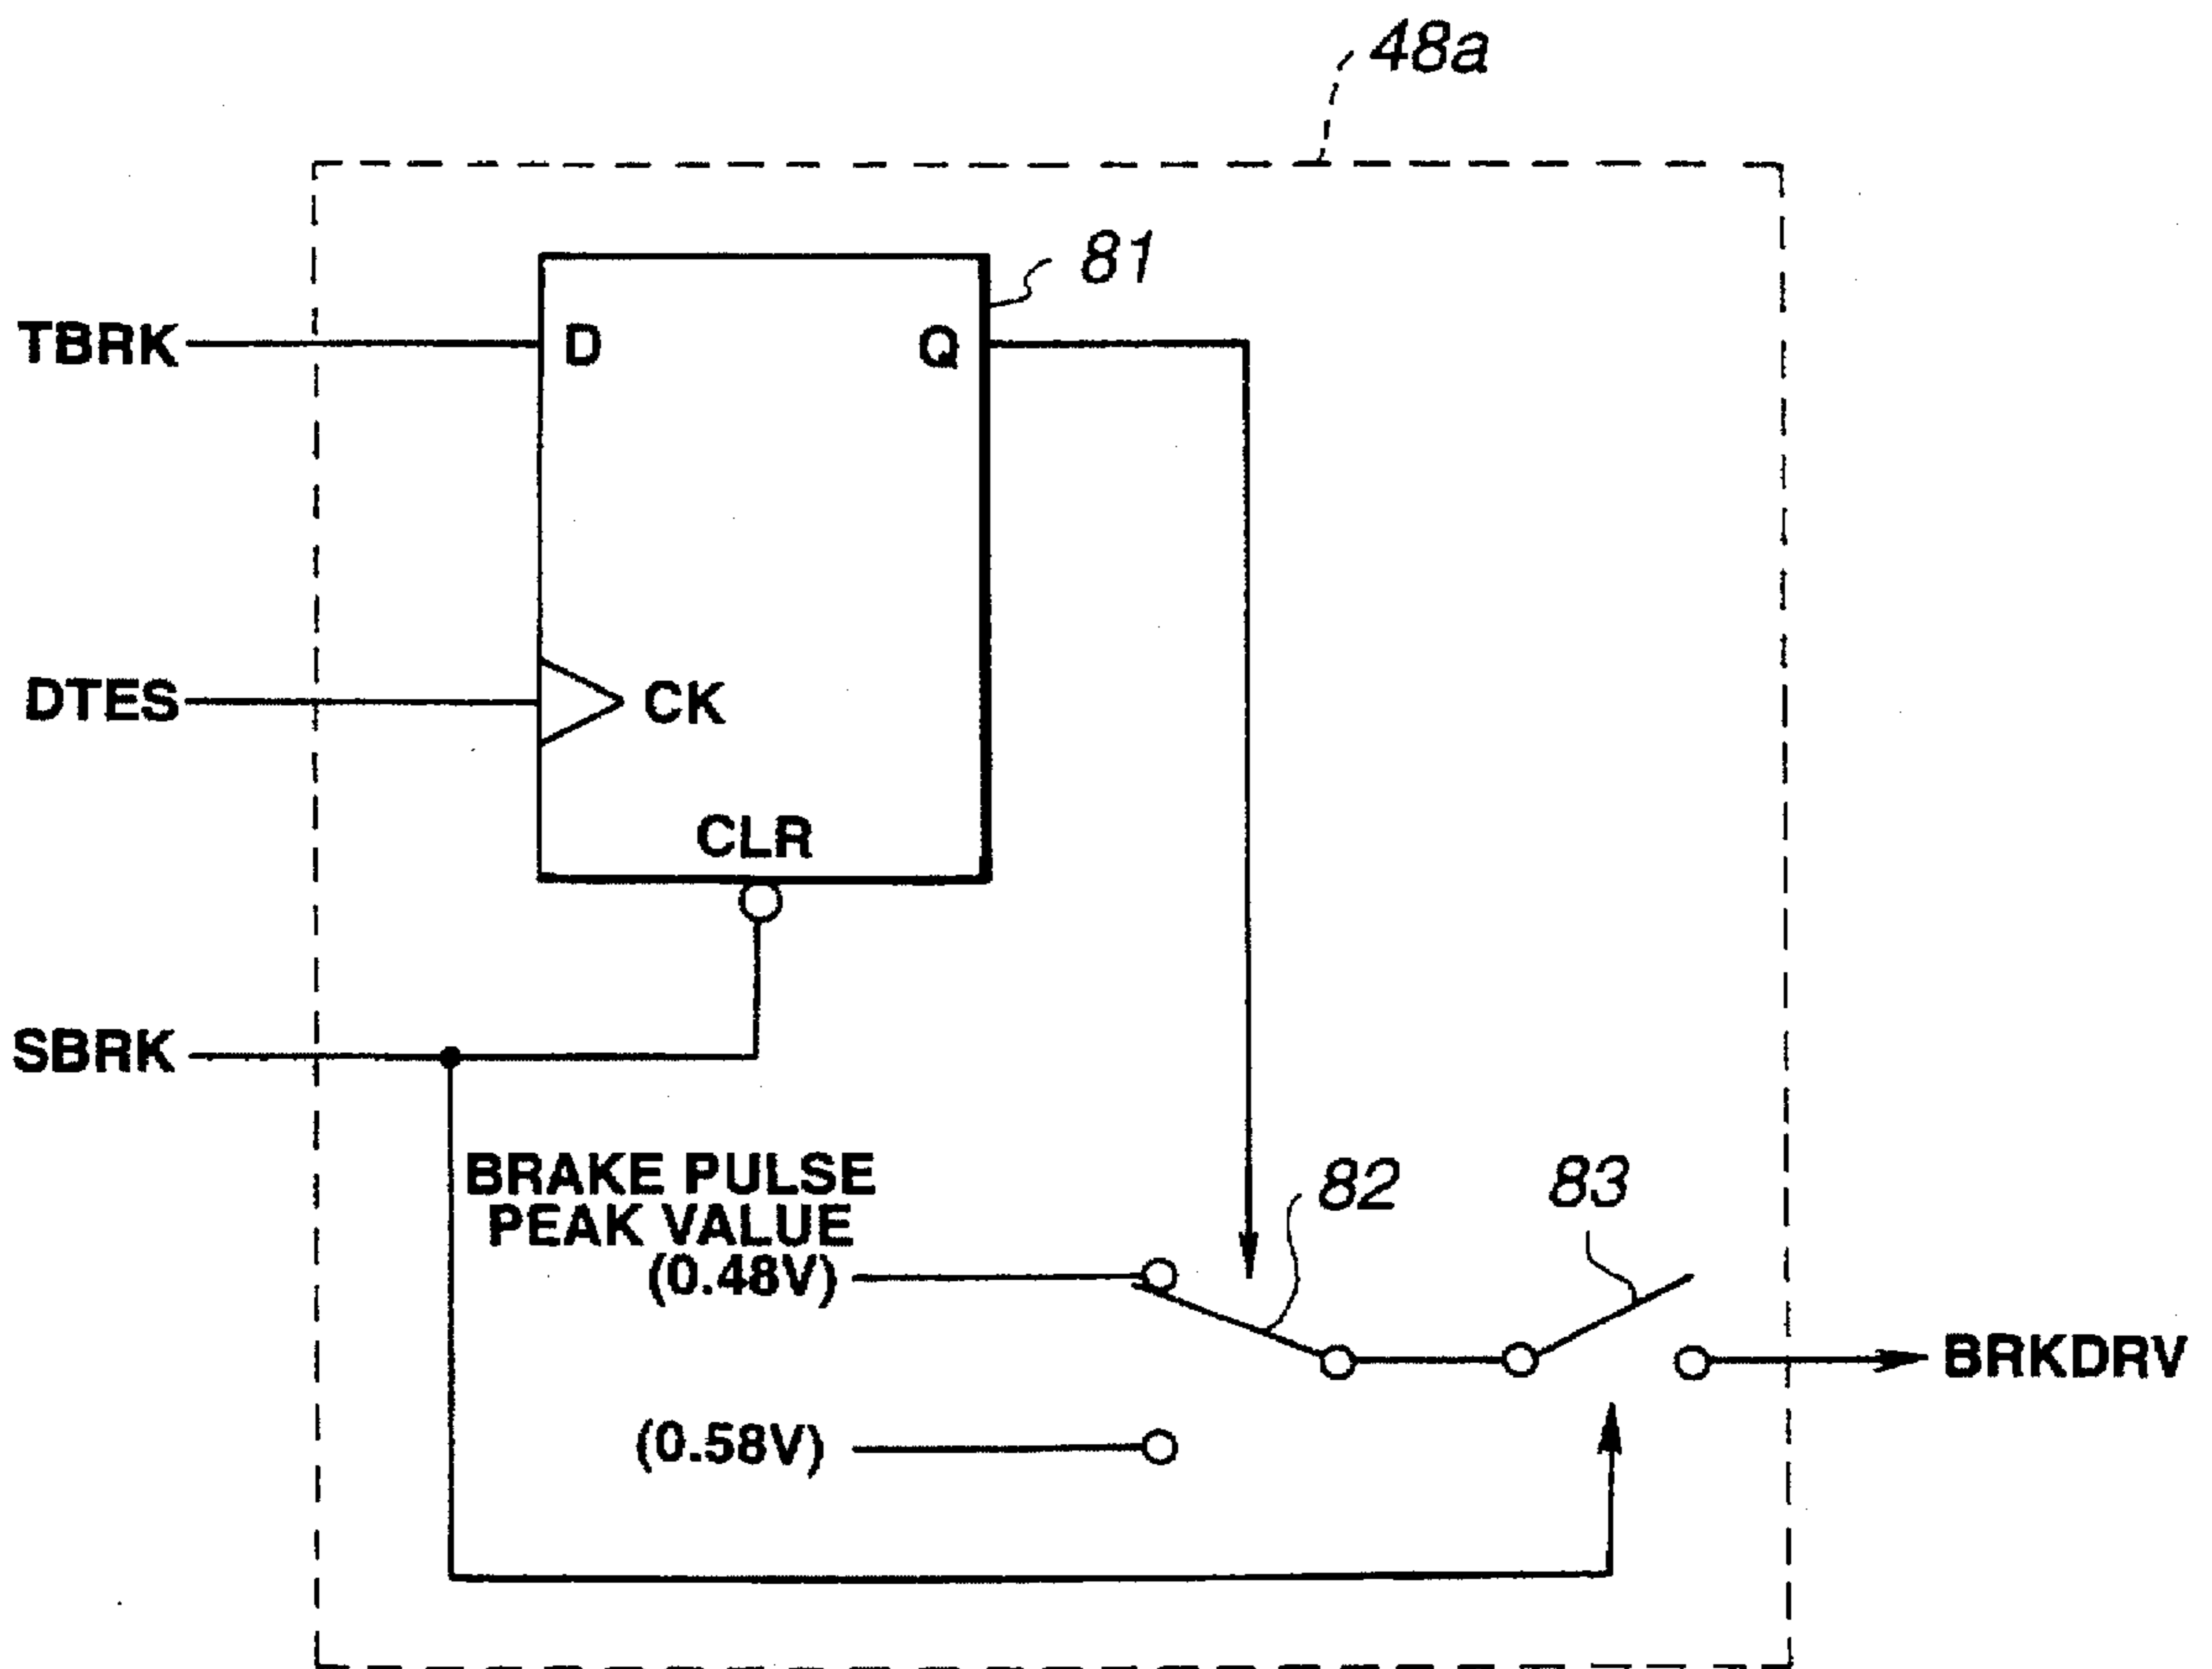 48a
81
TBRK
D
Q
DTES
CK
CLR
SBRK
BRAKE PULSE
PEAK VALUE
(0.48V)
82
83
BRKDRV
(0.58V)